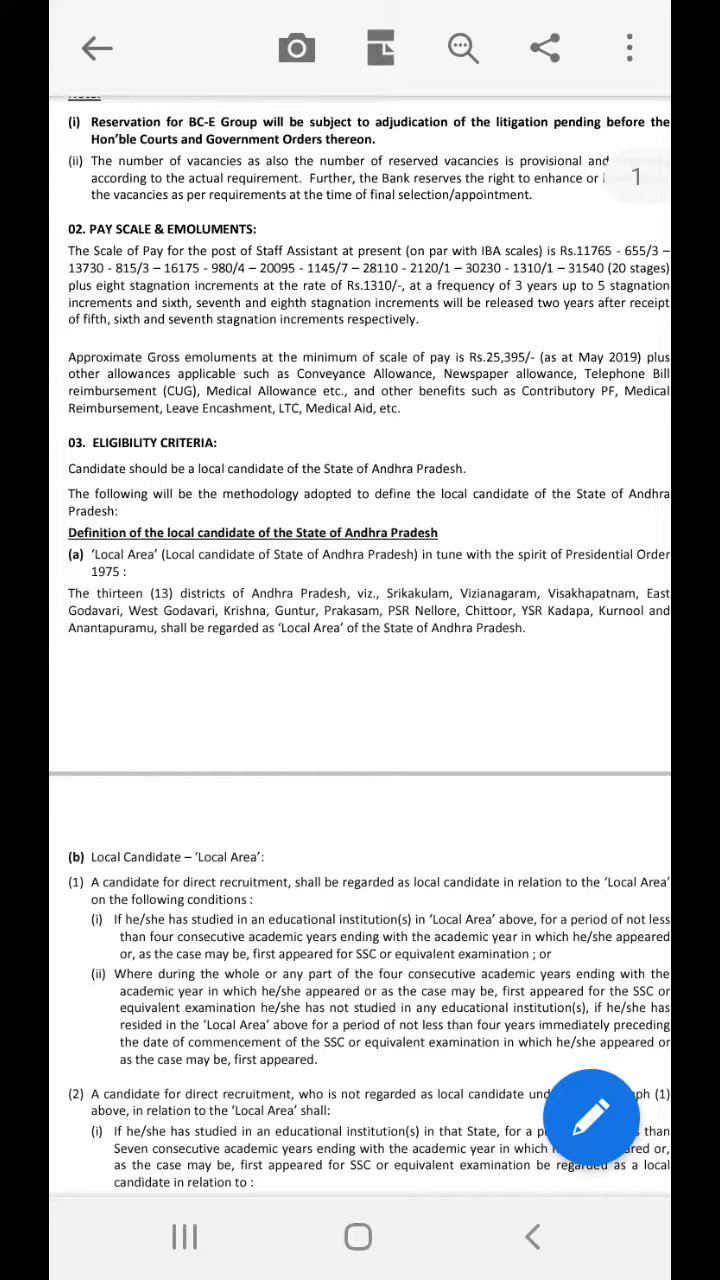 (i) Reservation for BC-E Group will be subject to adjudication of the litigation pending before the
Hon'ble Courts and Government Orders thereon.
(ii) The number of vacancies as also the number of reserved vacancies is provisional and
according to the actual requirement. Further, the Bank reserves the right to enhance or
1
the vacancies as per requirements at the time of final selection/appointment.
02. PAY SCALE & EMOLUMENTS:
The Scale of Pay for the post of Staff Assistant at present (on par with IBA scales) is Rs.11765 - 655/3 –
13730 - 815/3 – 16175 - 980/4 – 20095 - 1145/7 – 28110 - 2120/1 – 30230 - 1310/1 – 31540 (20 stages)
plus eight stagnation increments at the rate of Rs.1310/-, at a frequency of 3 years up to 5 stagnation
increments and sixth, seventh and eighth stagnation increments will be released two years after receipt
of fifth, sixth and seventh stagnation increments respectively.
Approximate Gross emoluments at the minimum of scale of pay is Rs.25,395/- (as at May 2019) plus
other allowances applicable such as Conveyance Allowance, Newspaper allowance, Telephone Bill
reimbursement (CUG), Medical Allowance etc., and other benefits such as Contributory PF, Medical
Reimbursement, Leave Encashment, LTC, Medical Aid, etc.
03. ELIGIBILITY CRITERIA:
Candidate should be a local candidate of the State of Andhra Pradesh.
The following will be the methodology adopted to define the local candidate of the State of Andhra
Pradesh:
Definition of the local candidate of the State of Andhra Pradesh
(a) ‘Local Area’ (Local candidate of State of Andhra Pradesh) in tune with the spirit of Presidential Order
1975 :
The thirteen (13) districts of Andhra Pradesh, viz., Srikakulam, Vizianagaram, Visakhapatnam, East
Godavari, West Godavari, Krishna, Guntur, Prakasam, PSR Nellore, Chittoor, YSR Kadapa, Kurnool and
Anantapuramu, shall be regarded as ‘Local Area’ of the State of Andhra Pradesh.
(b) Local Candidate – ‘Local Area’:
(1) A candidate for direct recruitment, shall be regarded as local candidate in relation to the ‘Local Area’
on the following conditions :
(i) If he/she has studied in an educational institution(s) in ‘Local Area’ above, for a period of not less
than four consecutive academic years ending with the academic year in which he/she appeared
or, as the case may be, first appeared for SSC or equivalent examination ; or
(ii) Where during the whole or any part of the four consecutive academic years ending with the
academic year in which he/she appeared or as the case may be, first appeared for the SSC or
equivalent examination he/she has not studied in any educational institution(s), if he/she has
resided in the ‘Local Area’ above for a period of not less than four years immediately preceding
the date of commencement of the SSC or equivalent examination in which he/she appeared or
as the case may be, first appeared.
(2) A candidate for direct recruitment, who is not regarded as local candidate (1)
above, in relation to the ‘Local Area’ shall:
(i) If he/she has studied in an educational institution(s) in that State, for a than
Seven consecutive academic years ending with the academic year in which or,
as the case may be, first appeared for SSC or equivalent examination be regarded as a local
candidate in relation to :